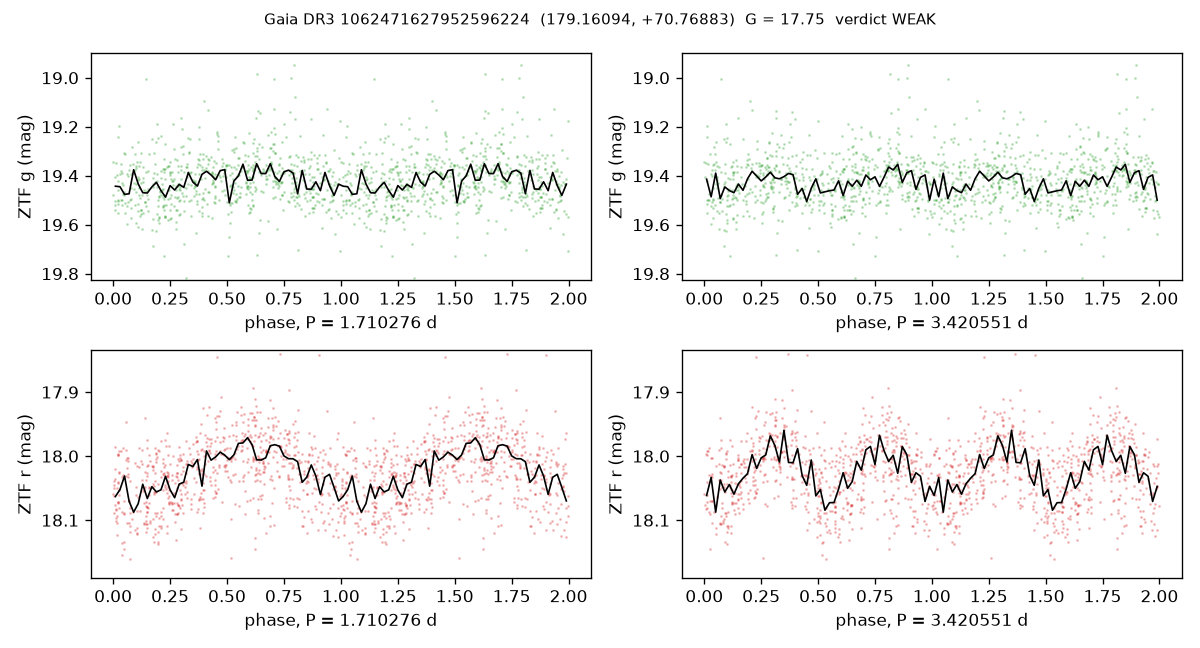 Gaia DR3 1062471627952596224 (179.16094, +70.76883) G = 17.75 verdict WEAK
ZTF g (mag)
19.0
19.2
19.4
19.6
19.8
0.00 0.25 0.50 0.75 1.00 1.25 1.50 1.75 2.00
phase, P = 1.710276 d
ZTF g (mag)
19.0
19.2
19.4
19.6
19.8
0.00 0.25 0.50 0.75 1.00 1.25 1.50 1.75 2.00
phase, P = 3.420551 d
ZTF r (mag)
17.9
18.0
18.1
0.00 0.25 0.50 0.75 1.00 1.25 1.50 1.75 2.00
phase, P = 1.710276 d
ZTF r (mag)
17.9
18.0
18.1
0.00 0.25 0.50 0.75 1.00 1.25 1.50 1.75 2.00
phase, P = 3.420551 d